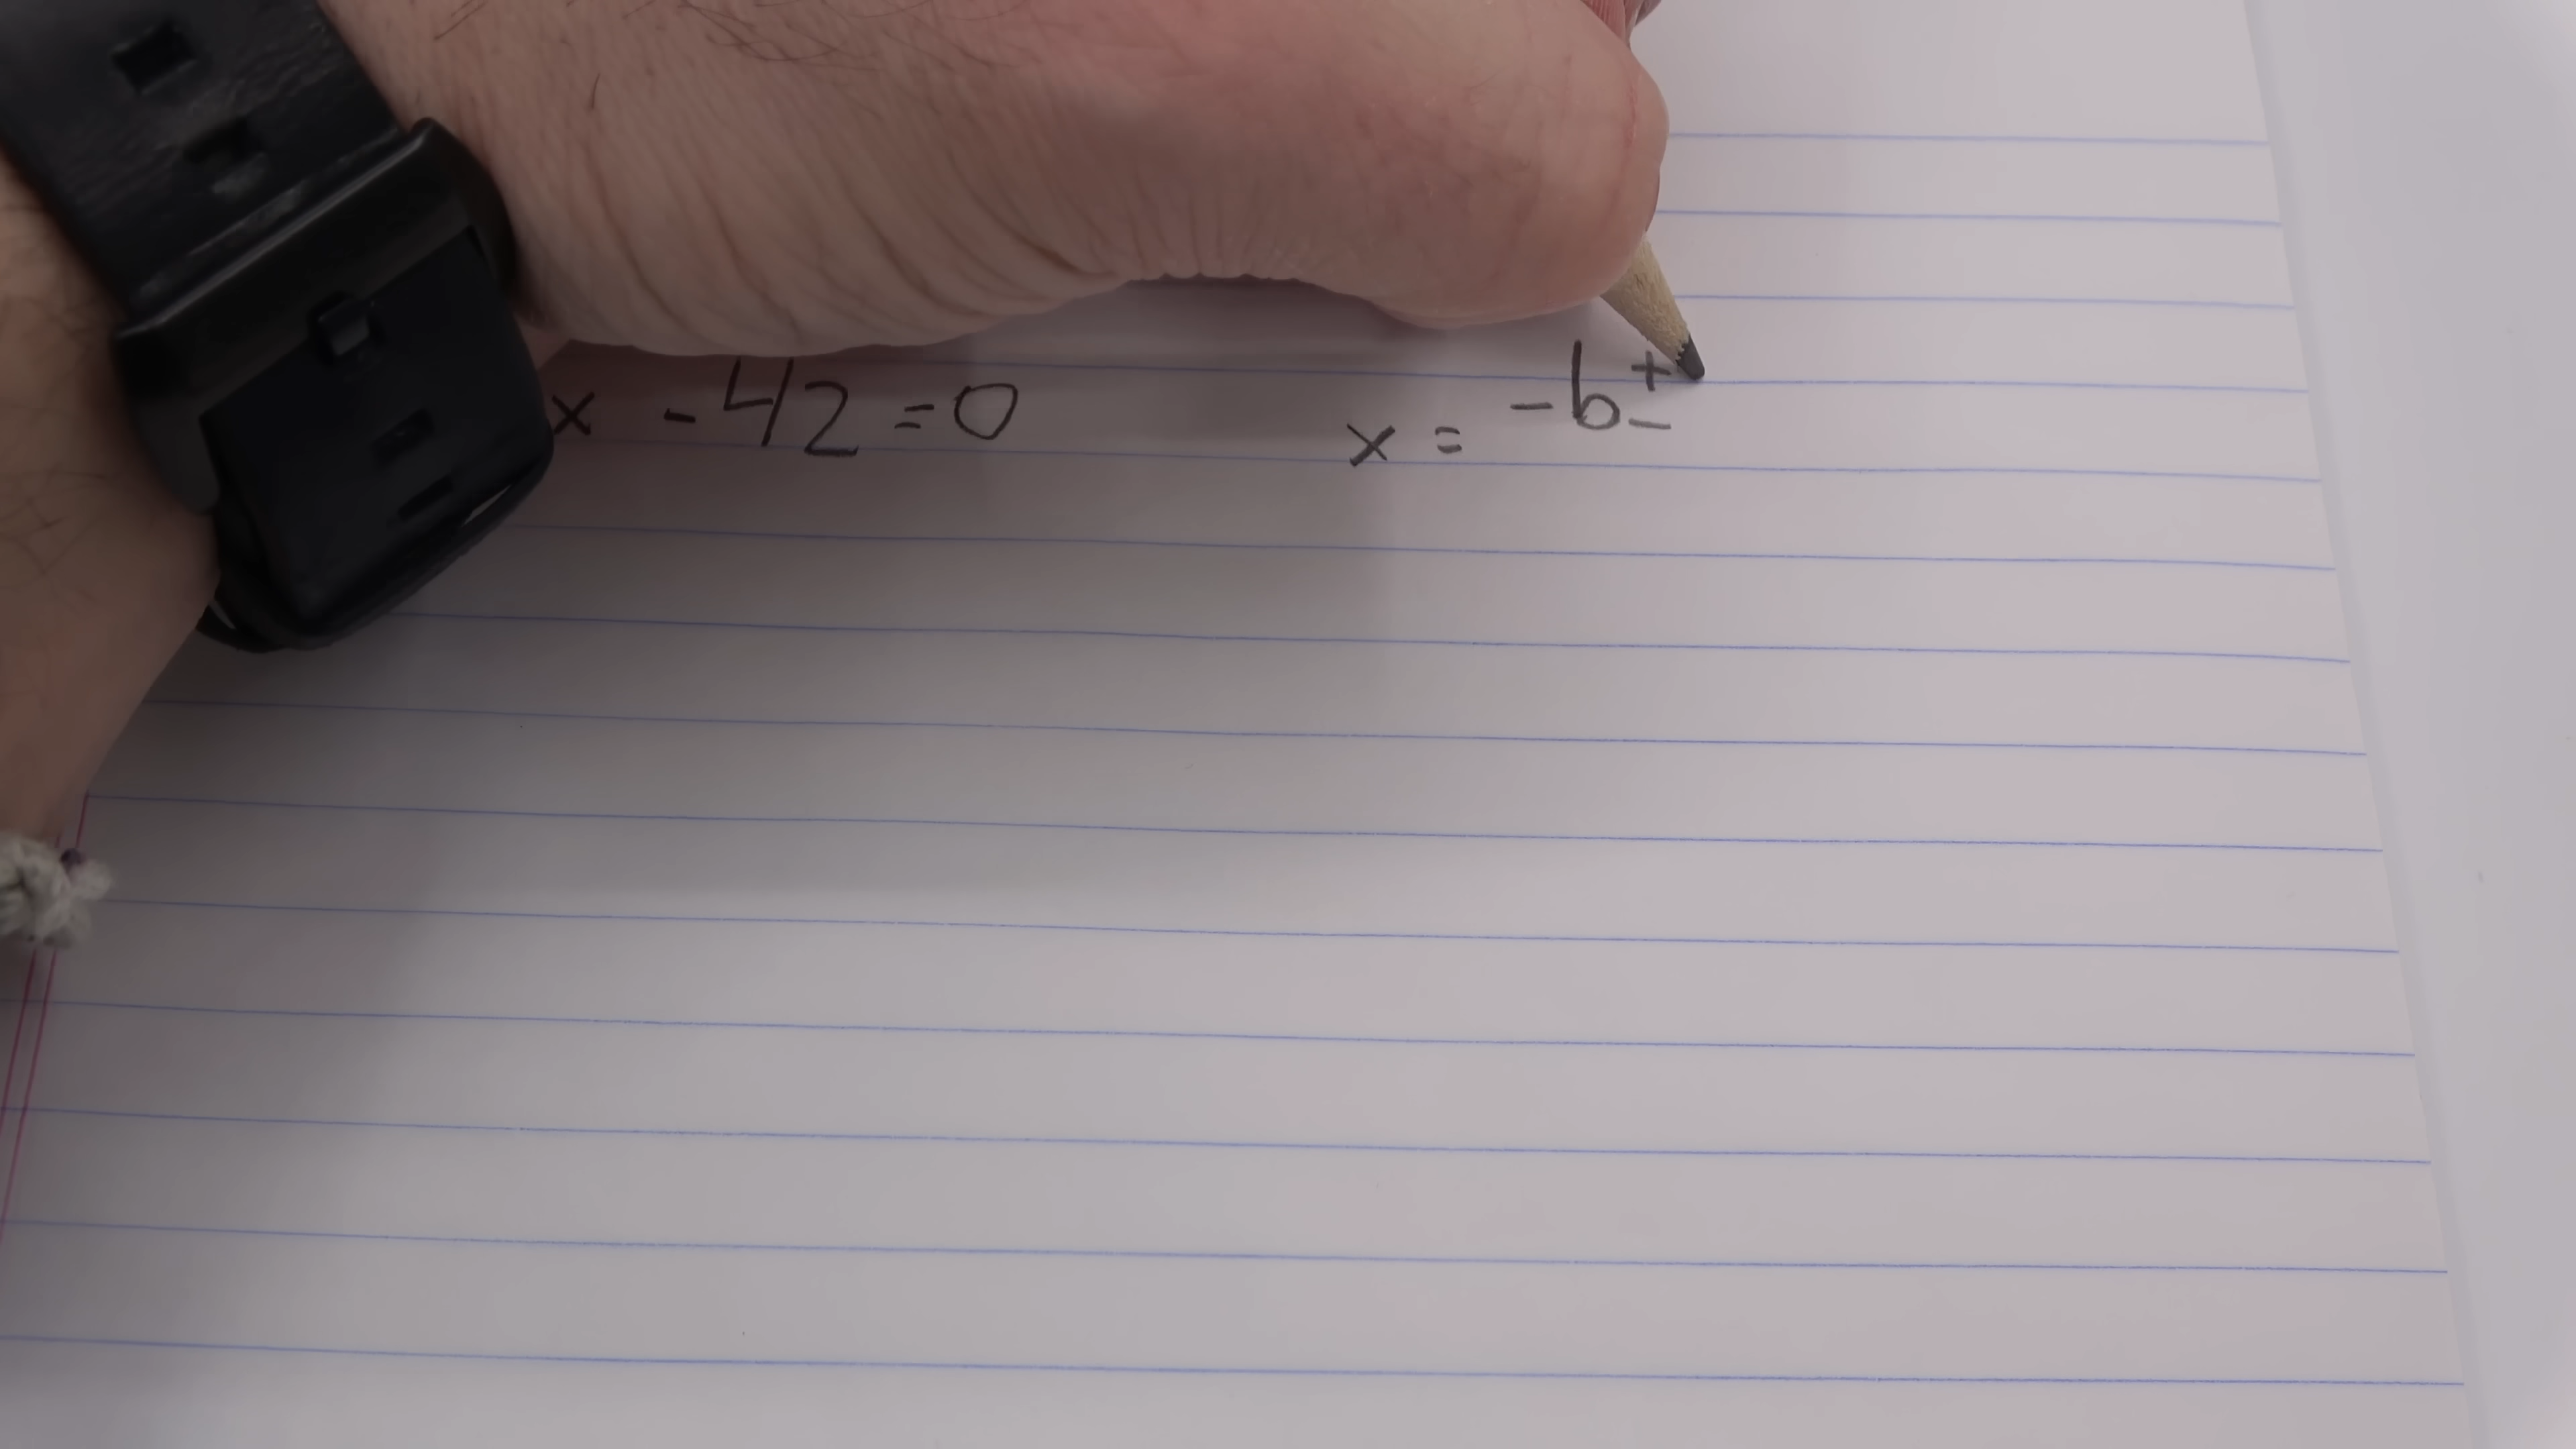 x - 42 = 0    x = -b ±